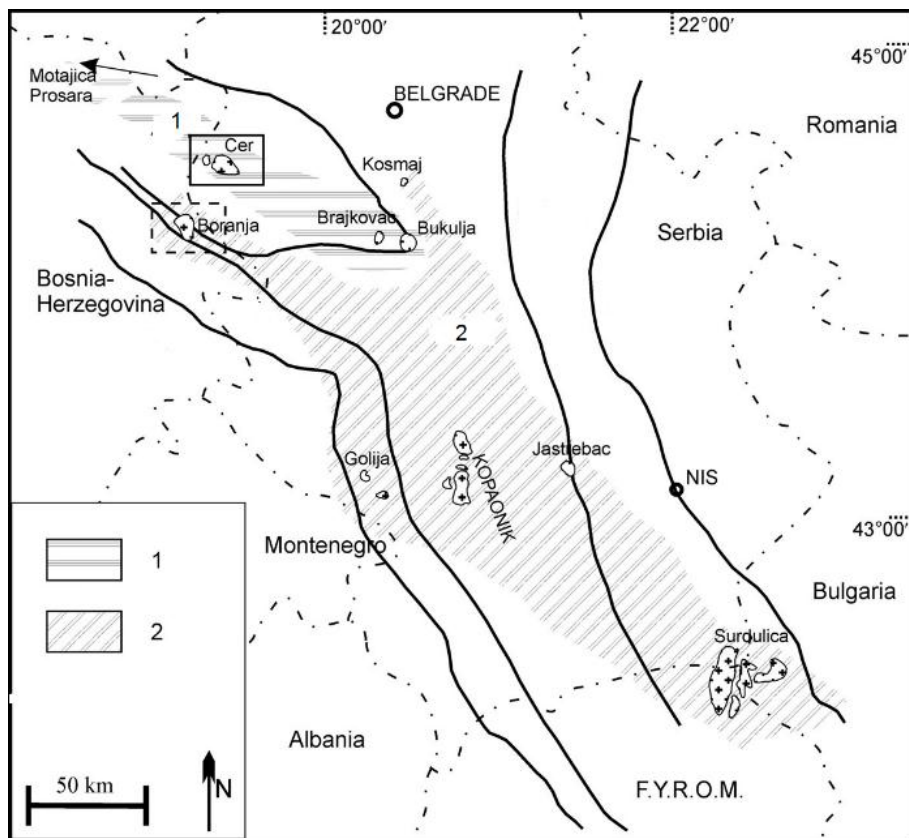 20°00′
22°00′
45°00′
Motajica
Prosara
BELGRADE
1
Romania
Cer
Kosmaj
Boranja
Brajkovac
Bukulja
Serbia
Bosnia-
Herzegovina
2
Golija
KOPAONIK
Jastrebac
NIS
43°00′
Montenegro
1
Bulgaria
2
Surdulica
Albania
50 km
N
F.Y.R.O.M.